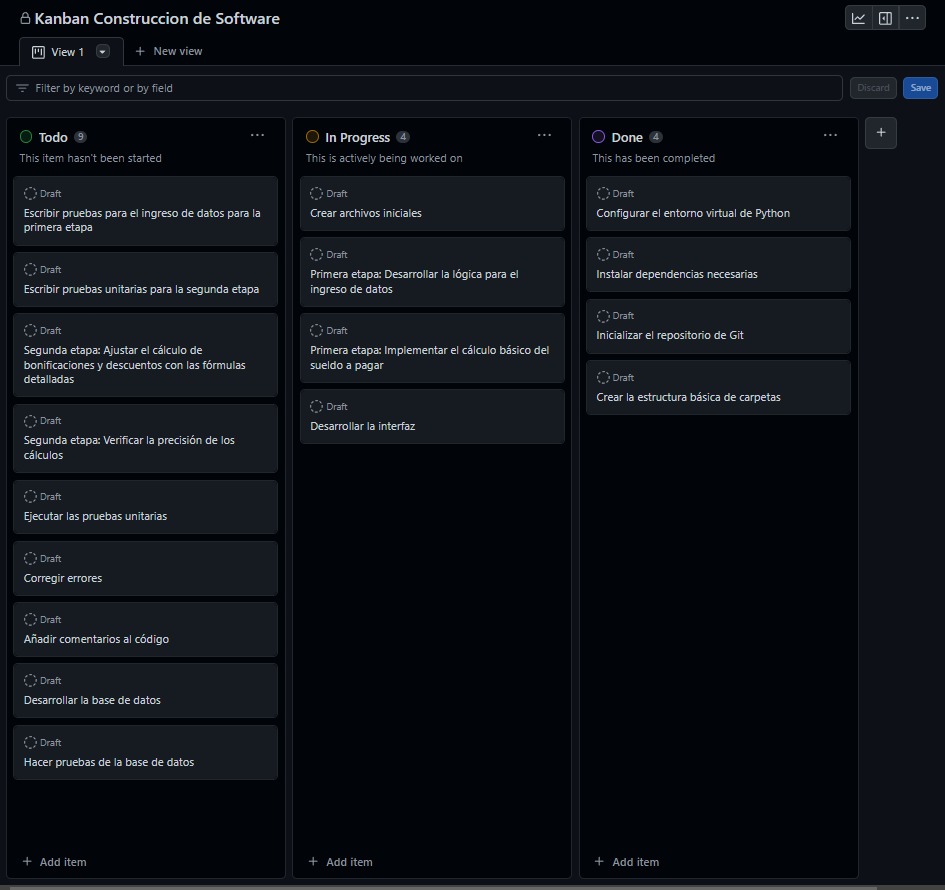 Kanban Construccion de Software
View 1
New view
Filter by keyword or by field
Discard
Save
Todo 9
This item hasn't been started
Draft
Escribir pruebas para el ingreso de datos para la
primera etapa
Draft
Escribir pruebas unitarias para la segunda etapa
Draft
Segunda etapa: Ajustar el cálculo de
bonificaciones y descuentos con las fórmulas
detalladas
Draft
Segunda etapa: Verificar la precisión de los
cálculos
Draft
Ejecutar las pruebas unitarias
Draft
Corregir errores
Draft
Añadir comentarios al código
Draft
Desarrollar la base de datos
Draft
Hacer pruebas de la base de datos
Add item
In Progress 4
This is actively being worked on
Draft
Crear archivos iniciales
Draft
Primera etapa: Desarrollar la lógica para el
ingreso de datos
Draft
Primera etapa: Implementar el cálculo básico del
sueldo a pagar
Draft
Desarrollar la interfaz
Add item
Done 4
This has been completed
Draft
Configurar el entorno virtual de Python
Draft
Instalar dependencias necesarias
Draft
Inicializar el repositorio de Git
Draft
Crear la estructura básica de carpetas
Add item